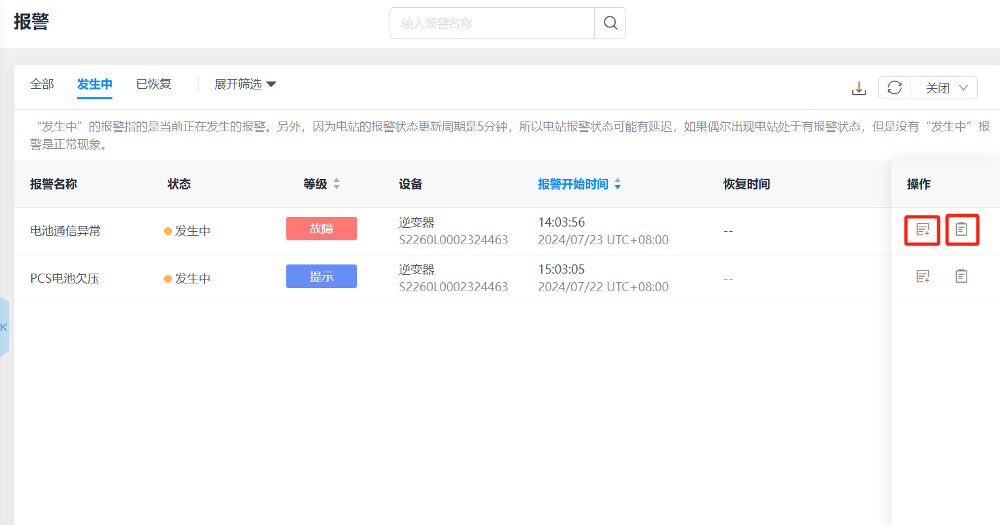 报警
输入报警名称
全部 发生中 已恢复 展开筛选 关闭
“发生中”的报警指的是当前正在发生的报警。另外，因为电站的报警状态更新周期是5分钟，所以电站报警状态可能有延迟，如果偶尔出现电站处于有报警状态，但是没有“发生中”报
警是正常现象。
报警名称 状态 等级 设备 报警开始时间 恢复时间 操作
电池通信异常 发生中 故障 逆变器 14:03:56 --
S2260L0002324463 2024/07/23 UTC+08:00
PCS电池欠压 发生中 提示 逆变器 15:03:05 --
S2260L0002324463 2024/07/22 UTC+08:00